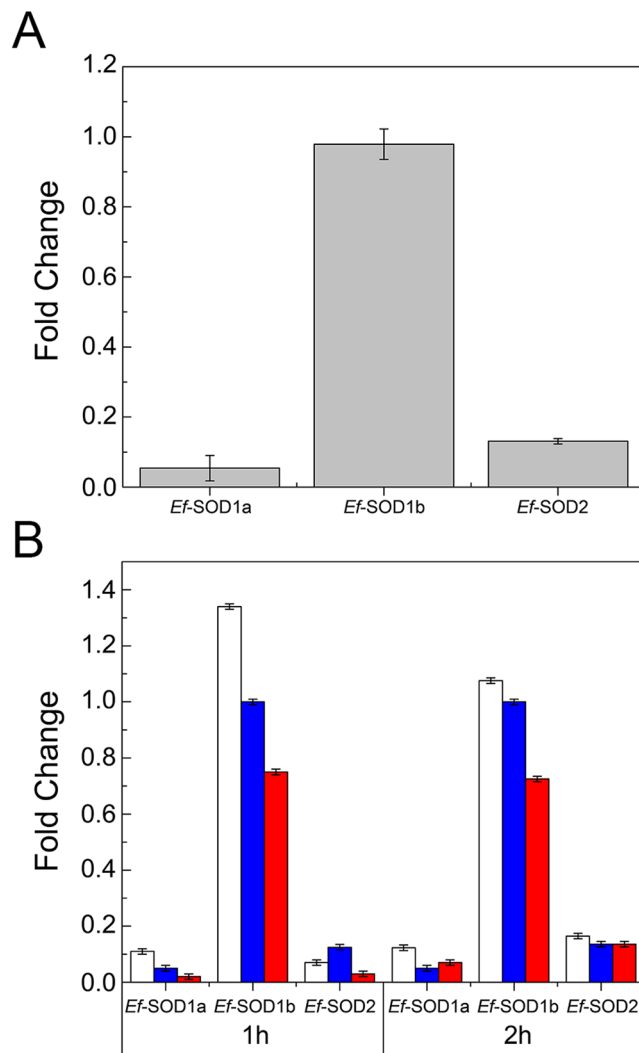 A
1.2
1.0
0.8
0.6
0.4
0.2
0.0
Fold Change
Ef-SOD1a Ef-SOD1b Ef-SOD2
B
1.4
1.2
1.0
0.8
0.6
0.4
0.2
0.0
Fold Change
Ef-SOD1a Ef-SOD1b Ef-SOD2 Ef-SOD1a Ef-SOD1b Ef-SOD2
1h 2h